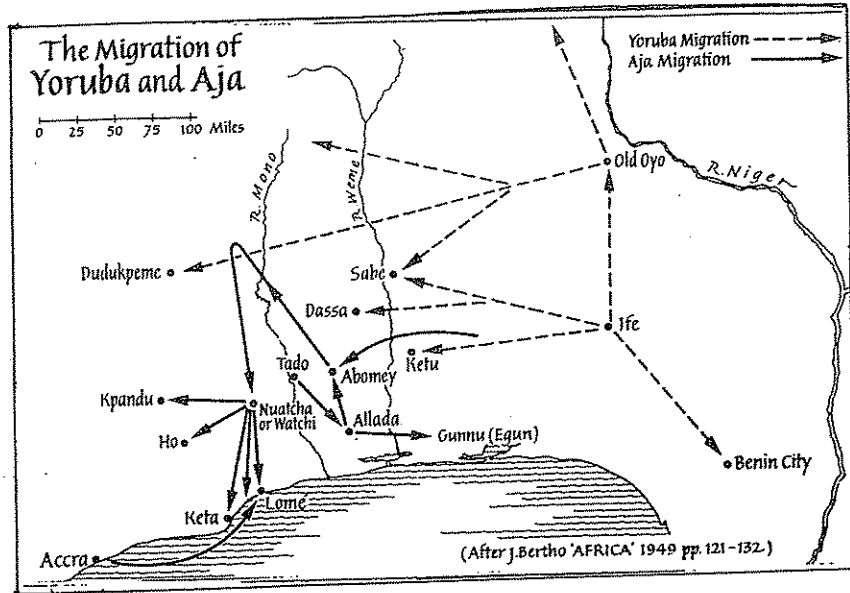 The Migration of
Yoruba and Aja
0 25 50 75 100 Miles
Yoruba Migration
Aja Migration
R. Mono
R. Weme
Old Oyo
R. Niger
Dudukpeme
Sabe
Dassa
Ife
Ketu
Tado
Abomey
Kpandu
Nuatcha
or Watchi
Allada
Ho
Gunnu (Egun)
Benin City
Keta
Lomé
Accra
(After J. Bertho 'AFRICA' 1949 pp. 121-132.)